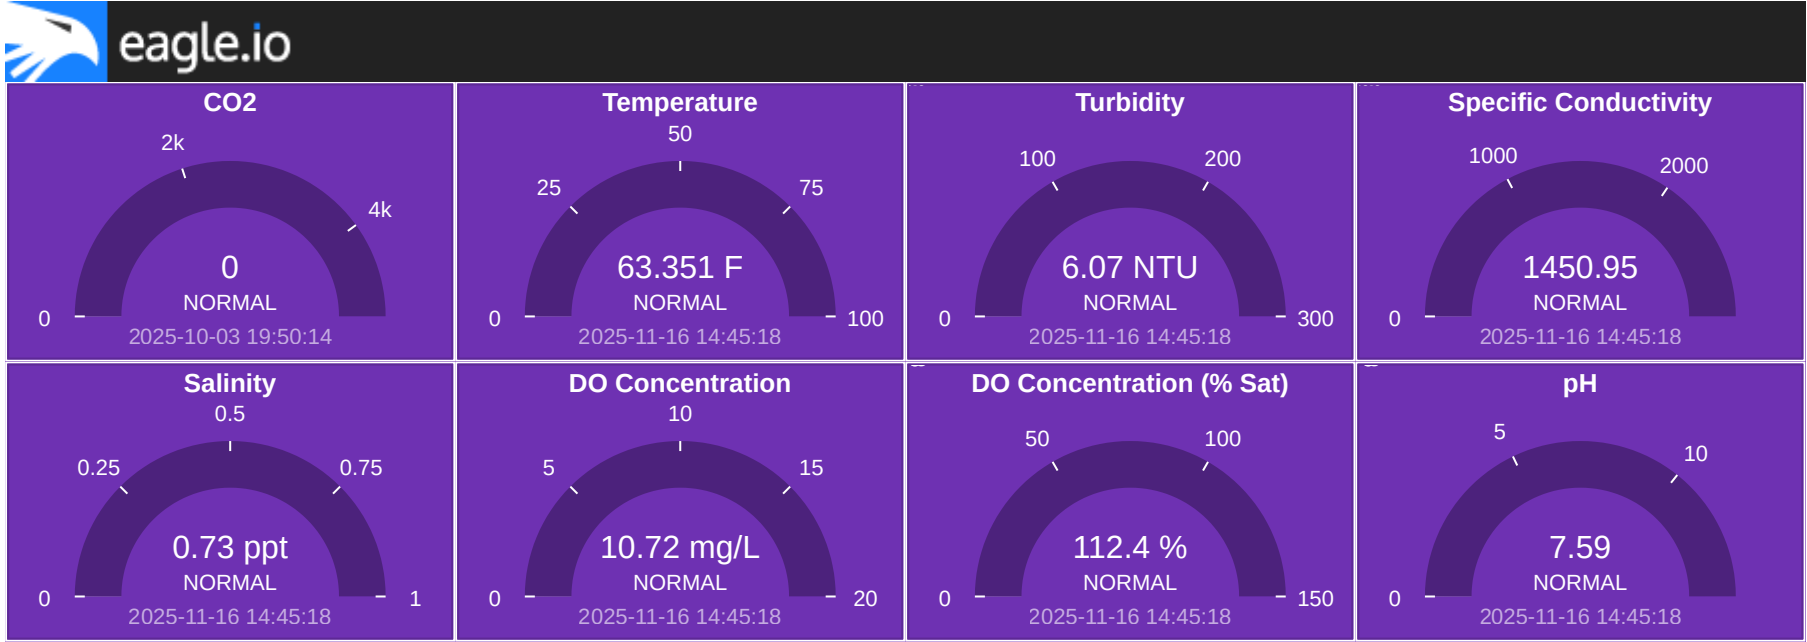 eagle.io
CO2
2k
4k
0
NORMAL
0
2025-10-03 19:50:14
Temperature
50
25
75
63.351 F
NORMAL
0
100
2025-11-16 14:45:18
Turbidity
100
200
6.07 NTU
NORMAL
0
300
2025-11-16 14:45:18
Specific Conductivity
1000
2000
1450.95
NORMAL
0
2025-11-16 14:45:18
Salinity
0.5
0.25
0.75
0.73 ppt
NORMAL
0
1
2025-11-16 14:45:18
DO Concentration
10
5
15
10.72 mg/L
NORMAL
0
20
2025-11-16 14:45:18
DO Concentration (% Sat)
50
100
112.4 %
NORMAL
0
150
2025-11-16 14:45:18
pH
5
10
7.59
NORMAL
0
2025-11-16 14:45:18